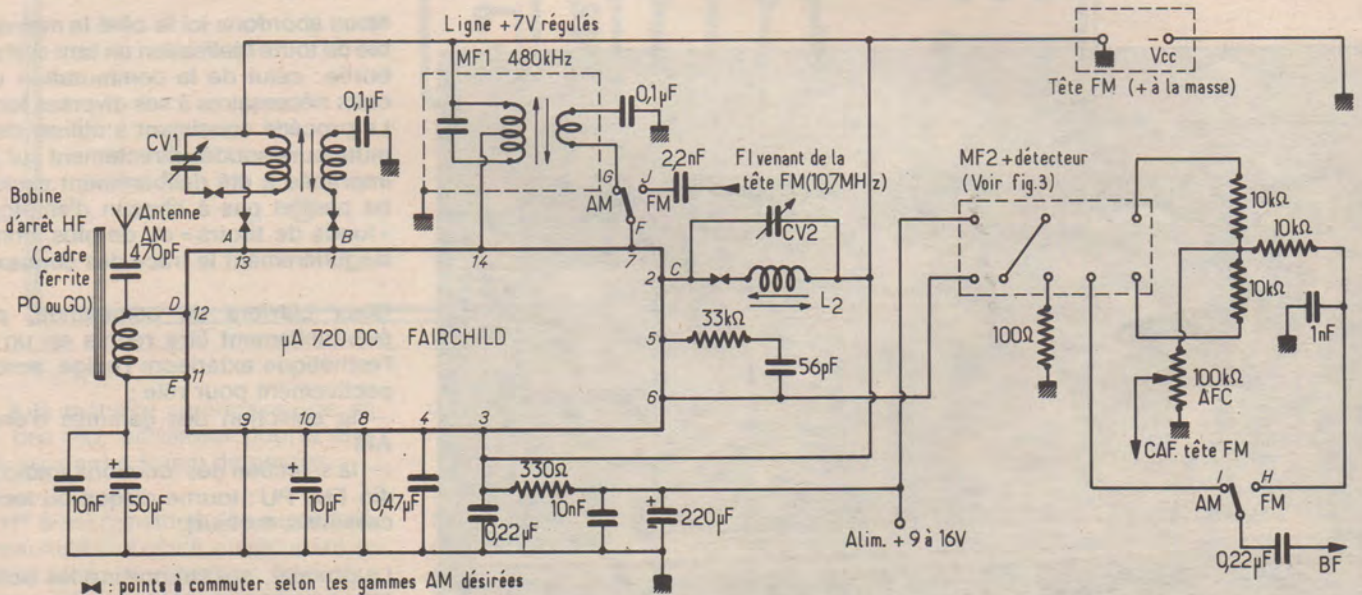 Ligne +7V régulés
MF1 480kHz
0,1µF
CV1
0,1µF
Bobine
d'arrêt HF
(Cadre
ferrite
PO ou GO)
Antenne
AM
470pF
A
B
13
1
14
7
D
12
11
E
µA 720 DC FAIRCHILD
G
J
AM
FM
F
2,2nF
FI venant de la
tête FM (10,7MHz)
CV2
2
C
L2
5
33kΩ
56pF
6
9
10
8
4
3
10nF
50µF
10µF
0,47µF
330Ω
0,22µF
10nF
220µF
Alim. + 9 à 16V
- Vcc
Tête FM (+ à la masse)
MF2 + détecteur
(Voir fig.3)
100Ω
10kΩ
10kΩ
10kΩ
1nF
100kΩ
AFC
CAF. tête FM
I
H
AM
FM
0,22µF
BF
: points à commuter selon les gammes AM désirées